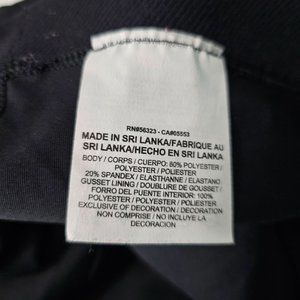 RN#56323 - CA#05553
MADE IN SRI LANKA/FABRIQUE AU
SRI LANKA/HECHO EN SRI LANKA
BODY / CORPS / CUERPO: 80% POLYESTER /
POLYESTER / POLIESTER
20% SPANDEX / ELASTHANNE / ELASTANO
GUSSET LINING / DOUBLURE DE GOUSSET /
FORRO DEL PUENTE INTERIOR: 100%
POLYESTER / POLYESTER / POLIESTER
EXCLUSIVE OF DECORATION / DECORATION
NON COMPRISE / NO INCLUYE LA
DECORACION